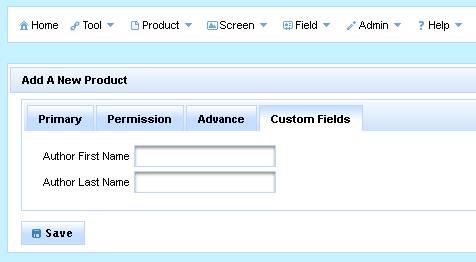 Home Tool Product Screen Field Admin ? Help
Add A New Product
Primary Permission Advance Custom Fields
Author First Name
Author Last Name
Save